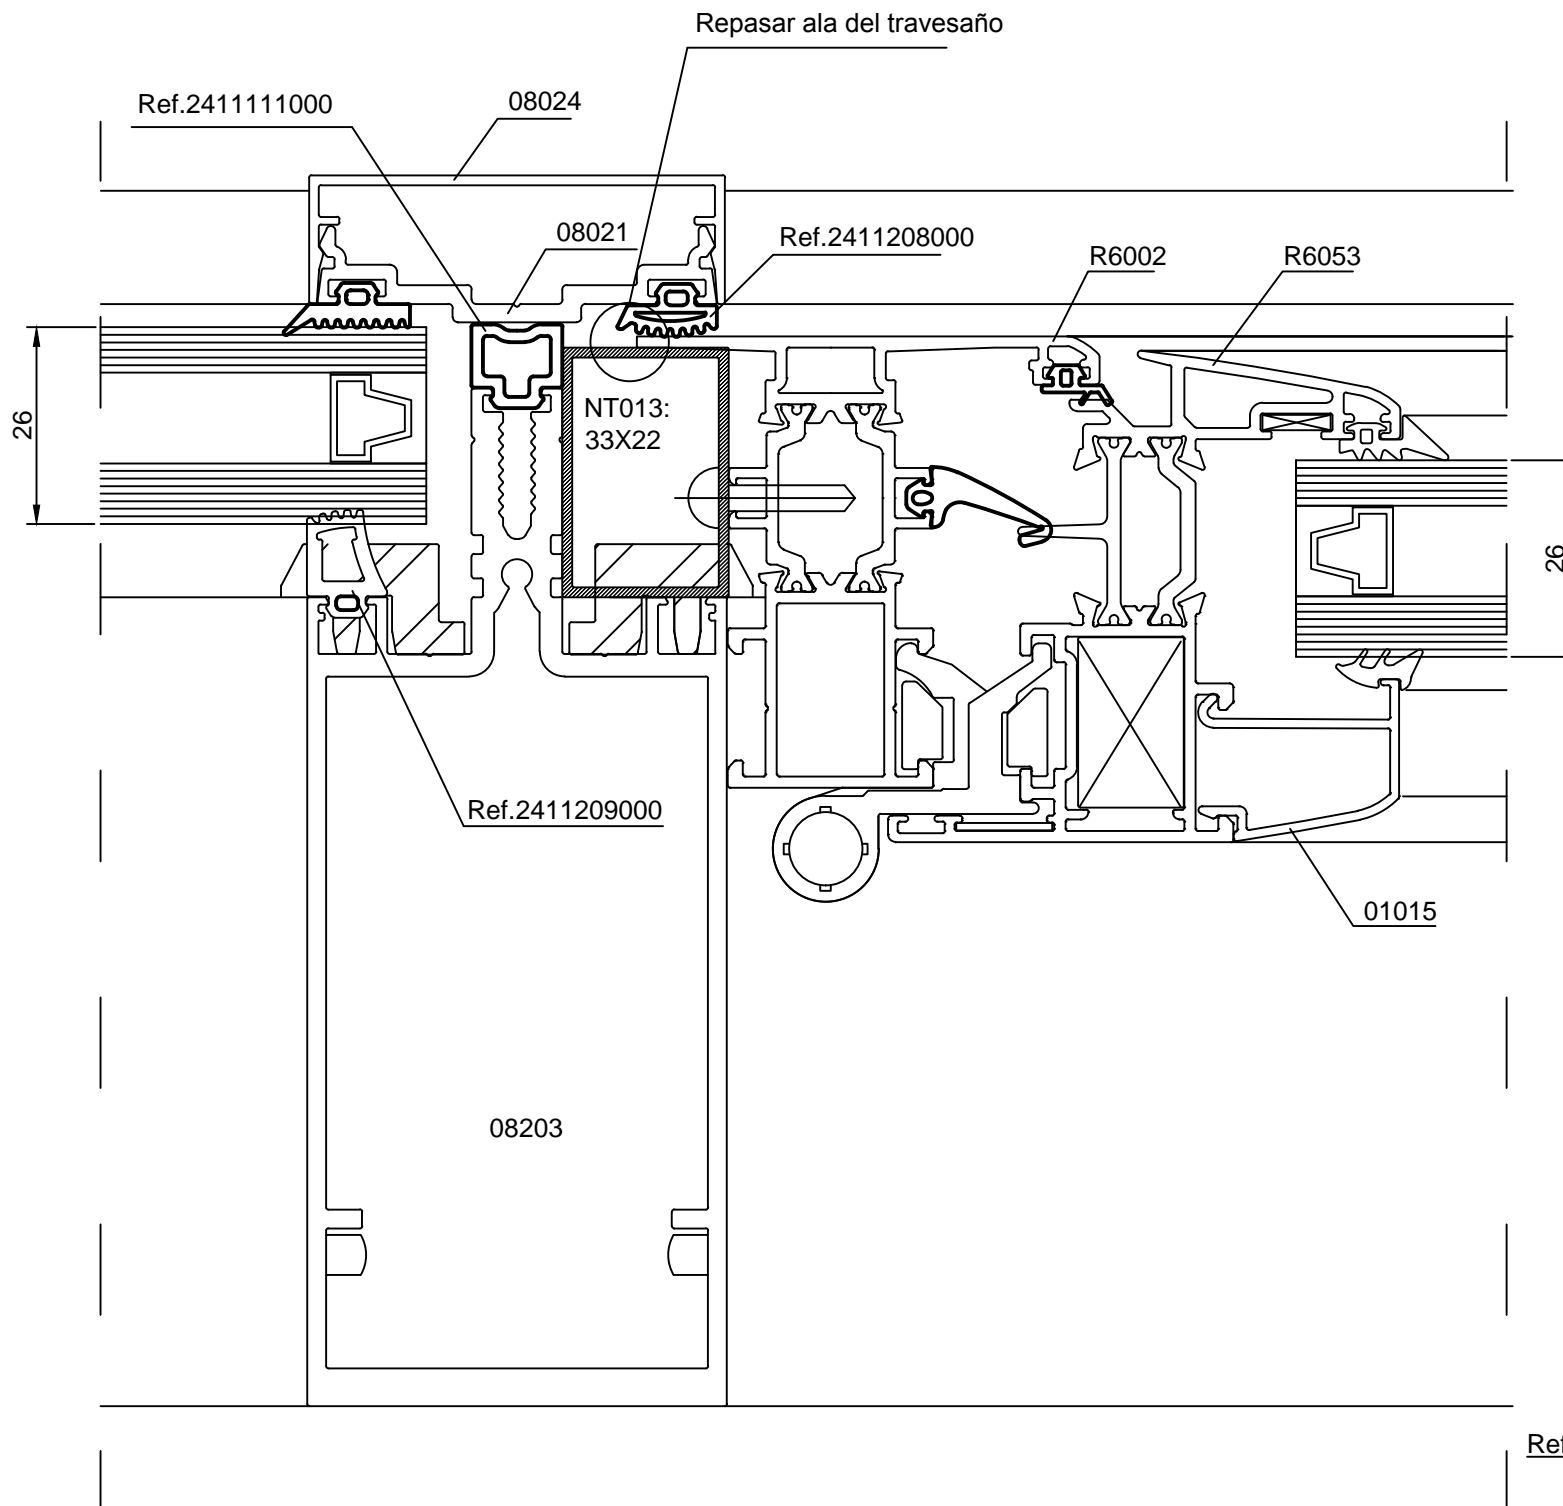 Repasar ala del travesaño
Ref.2411111000
08024
08021
Ref.2411208000
R6002
R6053
26
NT013:
33X22
26
Ref.2411209000
01015
08203
Ref